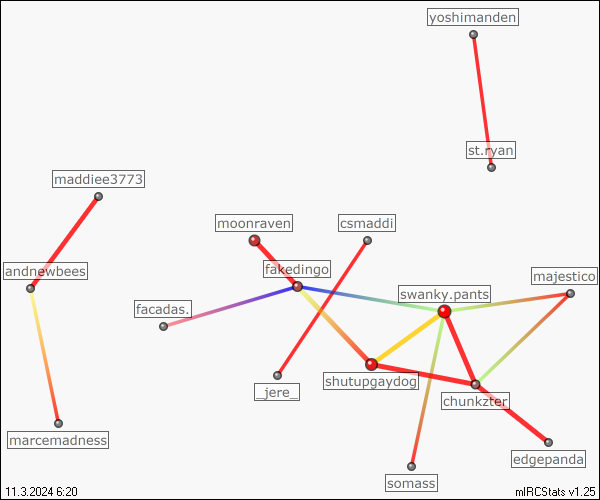 yoshimanden
st.ryan
maddiee3773
moonraven
csmaddi
andnewbees
fakedingo
majestico
swanky.pants
facadas.
_jere_
shutupgaydog
chunkzter
marcemadness
edgepanda
somass
11.3.2024 6:20
mIRCStats v1.25